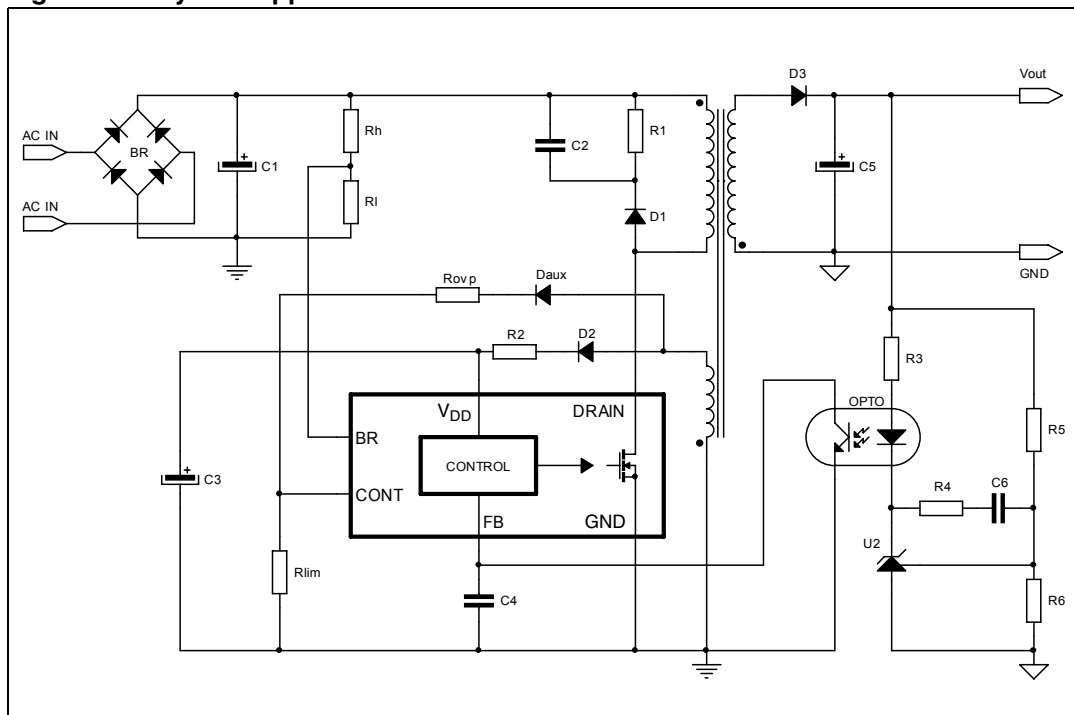 D3
Vout
AC IN
BR
C1
Rh
Rl
C2
R1
D1
C5
AC IN
GND
Rovp
Daux
R2
D2
R3
OPTO
VDD
DRAIN
BR
CONTROL
R5
C3
CONT
FB
GND
R4
C6
U2
Rlim
C4
R6